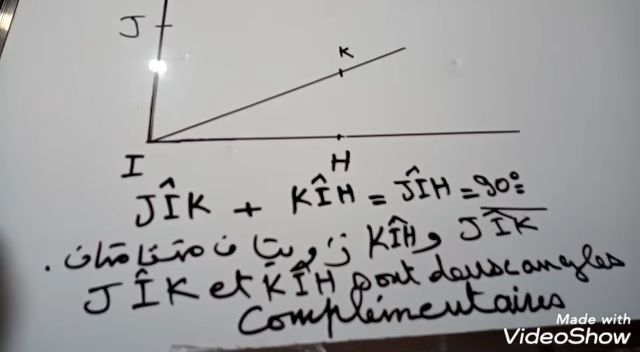 J
K
I
H
JÎK + KÎH = JÎH = 90°
JÎK و KÎH زاويتان متتامتان .
JÎK et KÎH sont deux angles
Complémentaires
Made with
VideoShow